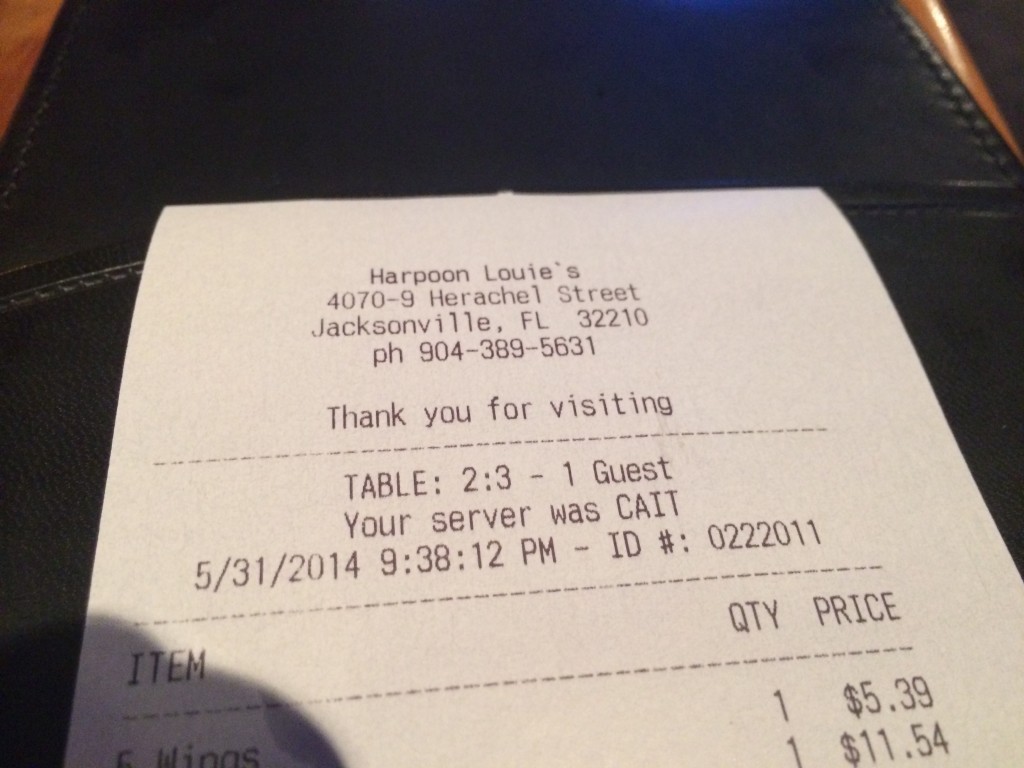 Harpoon Louie`s
4070-9 Herachel Street
Jacksonville, FL 32210
ph 904-389-5631
Thank you for visiting
TABLE: 2:3 - 1 Guest
Your server was CAIT
5/31/2014 9:38:12 PM - ID #: 0222011
ITEM QTY PRICE
Wings 1 $5.39
1 $11.54